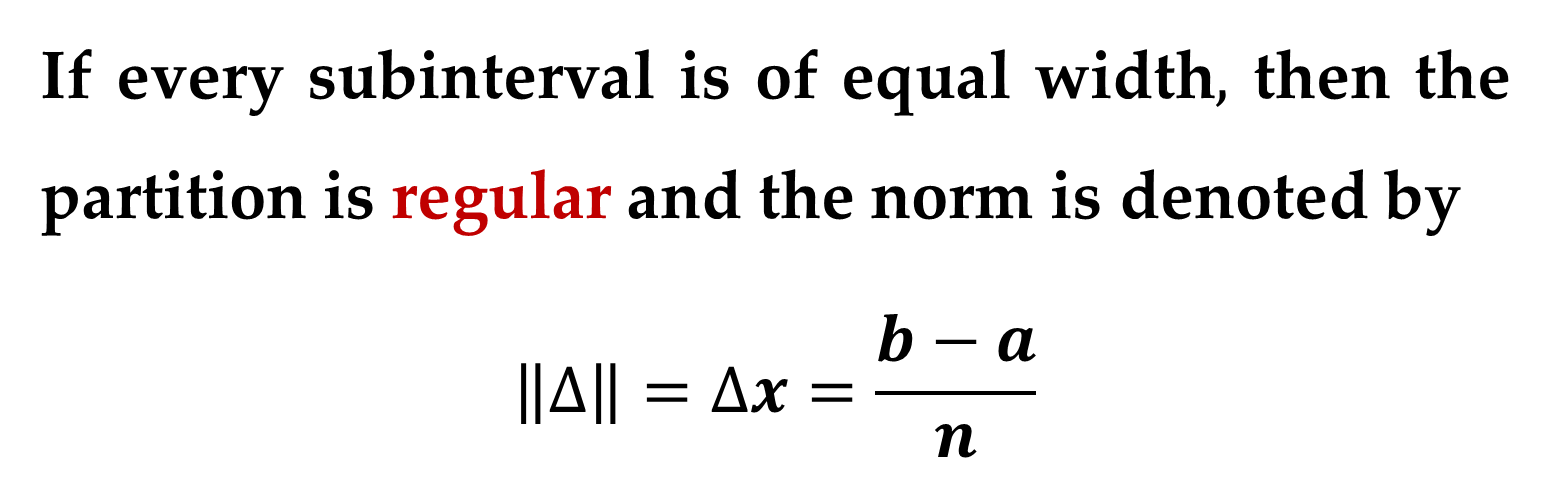 If every subinterval is of equal width, then the
partition is regular and the norm is denoted by
‖Δ‖ = Δx = (b − a)/n